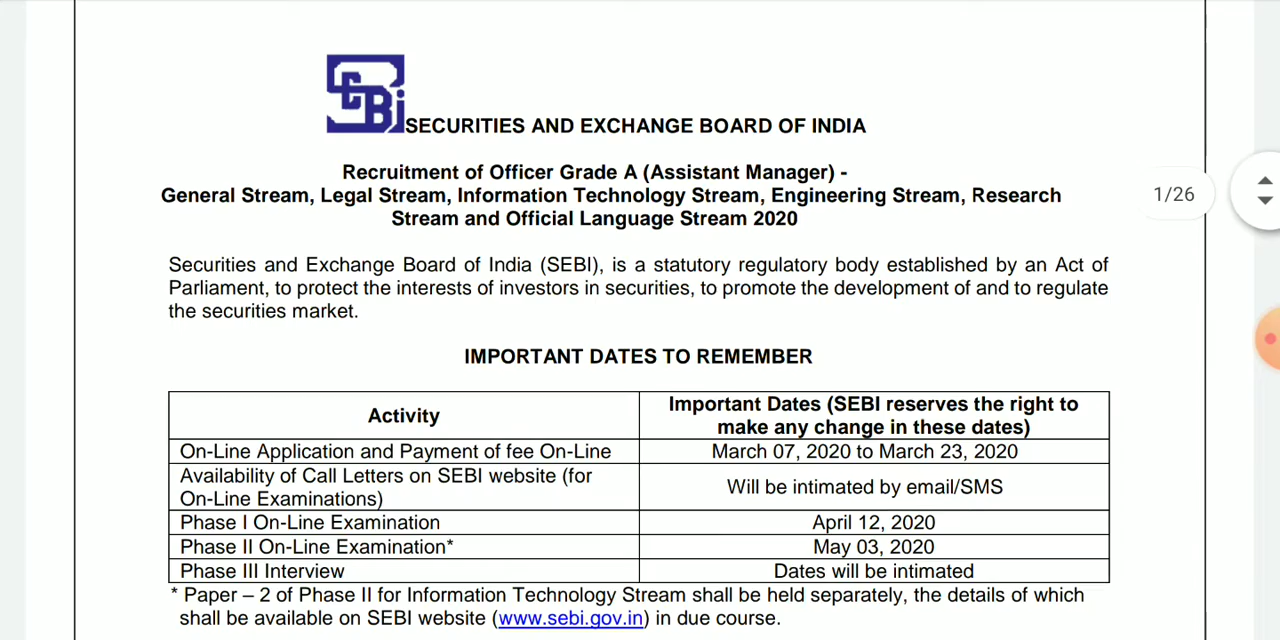 SEBI
SECURITIES AND EXCHANGE BOARD OF INDIA
Recruitment of Officer Grade A (Assistant Manager) -
General Stream, Legal Stream, Information Technology Stream, Engineering Stream, Research
Stream and Official Language Stream 2020
1/26
Securities and Exchange Board of India (SEBI), is a statutory regulatory body established by an Act of
Parliament, to protect the interests of investors in securities, to promote the development of and to regulate
the securities market.
IMPORTANT DATES TO REMEMBER
Activity
Important Dates (SEBI reserves the right to
make any change in these dates)
On-Line Application and Payment of fee On-Line
March 07, 2020 to March 23, 2020
Availability of Call Letters on SEBI website (for
On-Line Examinations)
Will be intimated by email/SMS
Phase I On-Line Examination
April 12, 2020
Phase II On-Line Examination*
May 03, 2020
Phase III Interview
Dates will be intimated
* Paper – 2 of Phase II for Information Technology Stream shall be held separately, the details of which
shall be available on SEBI website (www.sebi.gov.in) in due course.